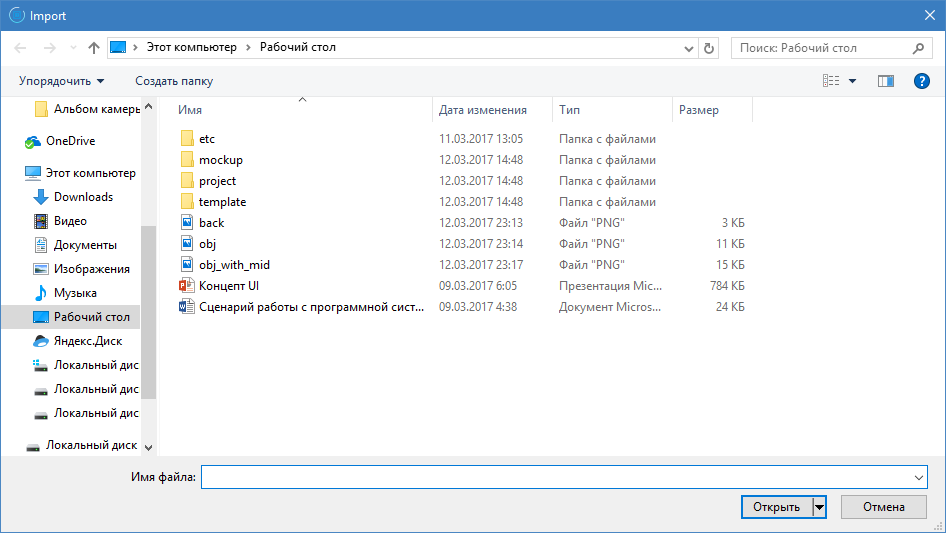 Import
Этот компьютер
Рабочий стол
Поиск: Рабочий стол
Упорядочить
Создать папку
Альбом камеры
OneDrive
Этот компьютер
Downloads
Видео
Документы
Изображения
Музыка
Рабочий стол
Яндекс.Диск
Локальный дис
Локальный дис
Локальный дис
Локальный диск
Имя Дата изменения Тип Размер
etc 11.03.2017 13:05 Папка с файлами
mockup 12.03.2017 14:48 Папка с файлами
project 12.03.2017 14:48 Папка с файлами
template 12.03.2017 14:48 Папка с файлами
back 12.03.2017 23:13 Файл "PNG" 3 КБ
obj 12.03.2017 23:14 Файл "PNG" 11 КБ
obj_with_mid 12.03.2017 23:17 Файл "PNG" 15 КБ
Концепт UI 09.03.2017 6:05 Презентация Mic... 784 КБ
Сценарий работы с программной сист... 09.03.2017 4:38 Документ Micros... 24 КБ
Имя файла:
Открыть
Отмена